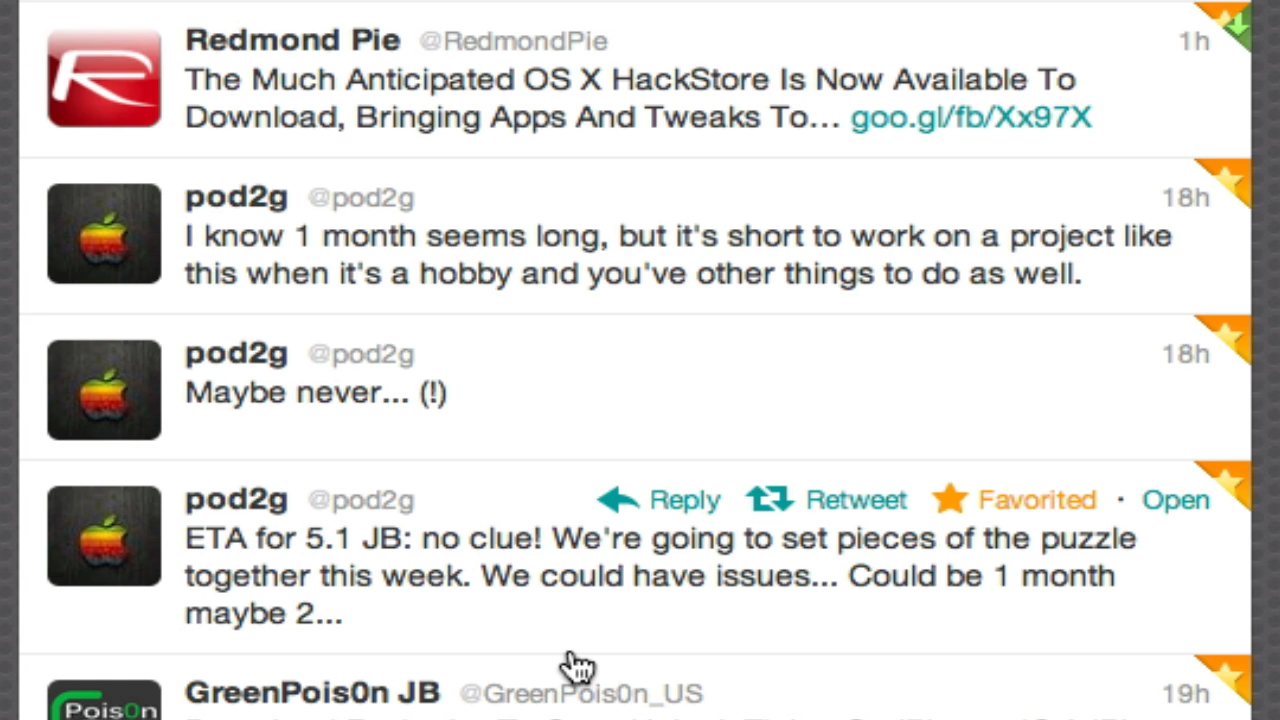 Redmond Pie @RedmondPie 1h
The Much Anticipated OS X HackStore Is Now Available To
Download, Bringing Apps And Tweaks To... goo.gl/fb/Xx97X
pod2g @pod2g 18h
I know 1 month seems long, but it's short to work on a project like
this when it's a hobby and you've other things to do as well.
pod2g @pod2g 18h
Maybe never... (!)
pod2g @pod2g Reply Retweet Favorited · Open
ETA for 5.1 JB: no clue! We're going to set pieces of the puzzle
together this week. We could have issues... Could be 1 month
maybe 2...
GreenPois0n JB @GreenPois0n_US 19h
Pois0n